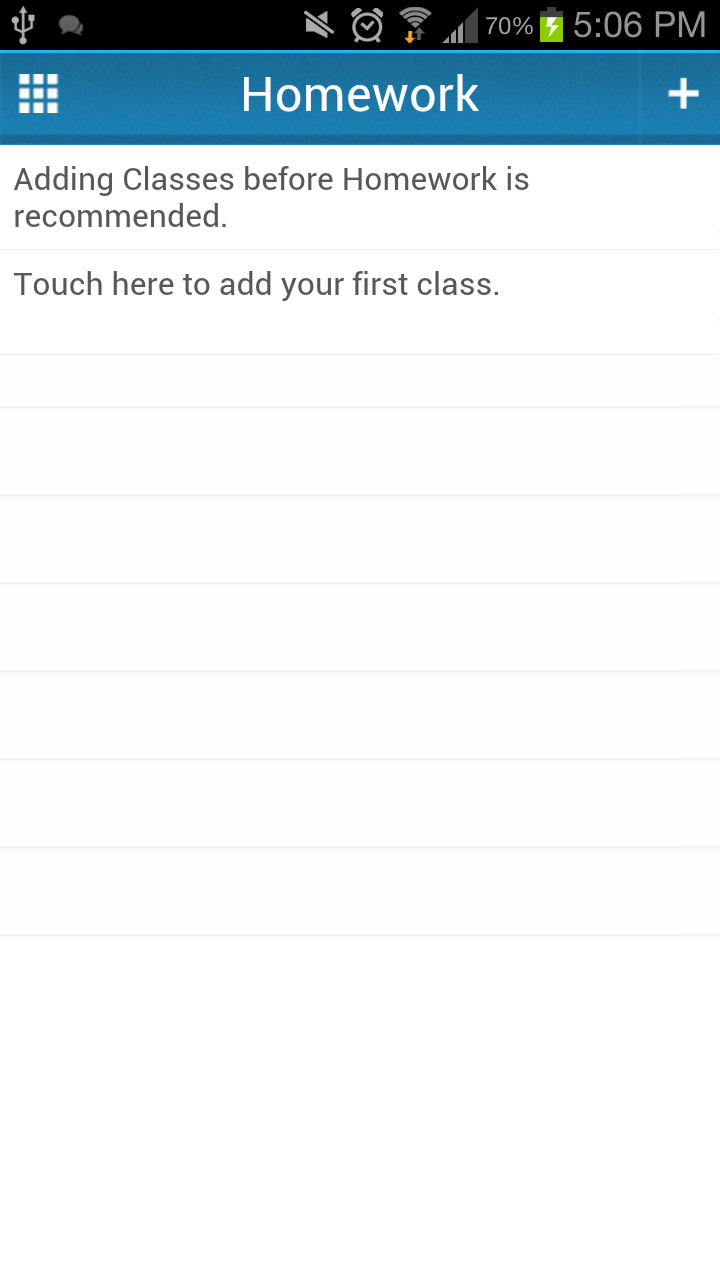 70% 5:06 PM
Homework
Adding Classes before Homework is
recommended.
Touch here to add your first class.